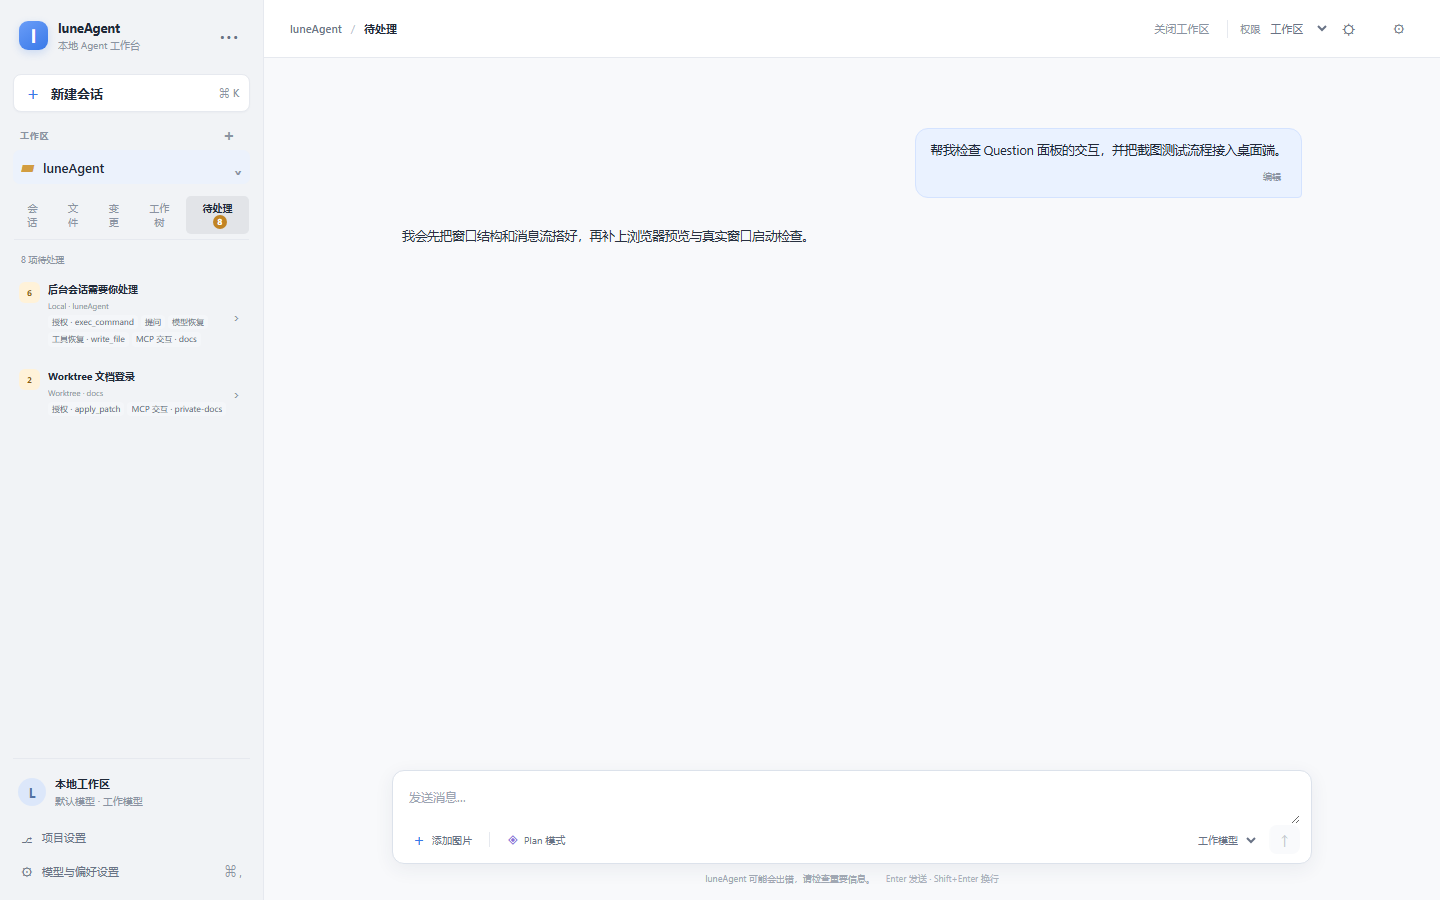 l
luneAgent
本地 Agent 工作台
+ 新建会话 ⌘ K
工作区 +
luneAgent
会话
文件
变更
工作树
待处理
8
8 项待处理
6
后台会话需要你处理
Local · luneAgent
授权 · exec_command 提问 模型恢复
工具恢复 · write_file MCP 交互 · docs
2
Worktree 文档登录
Worktree · docs
授权 · apply_patch MCP 交互 · private-docs
L
本地工作区
默认模型 · 工作模型
项目设置
模型与偏好设置 ⌘ ,
luneAgent / 待处理
关闭工作区 权限 工作区
帮我检查 Question 面板的交互，并把截图测试流程接入桌面端。
编辑
我会先把窗口结构和消息流搭好，再补上浏览器预览与真实窗口启动检查。
发送消息...
+ 添加图片 Plan 模式 工作模型 ↑
luneAgent 可能会出错，请检查重要信息。 Enter 发送 · Shift+Enter 换行